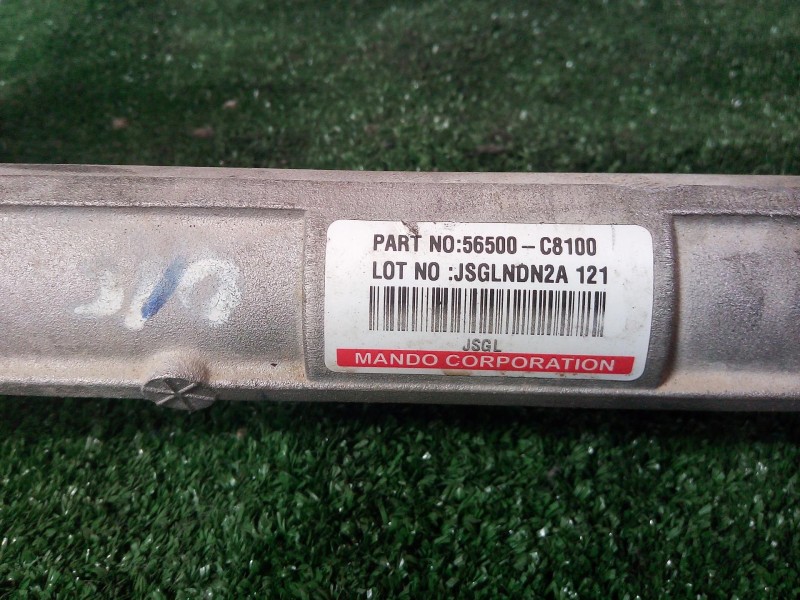 PART NO:56500-C8100
LOT NO :JSGLNDN2A 121
JSGL
MANDO CORPORATION